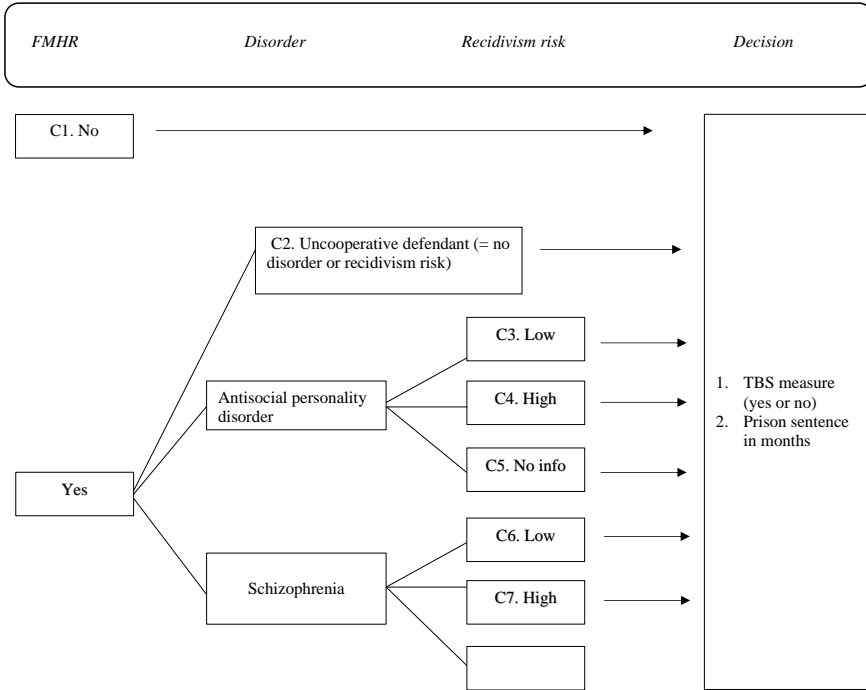 FMHR Disorder Recidivism risk Decision
C1. No
C2. Uncooperative defendant (= no
disorder or recidivism risk)
C3. Low
Antisocial personality
disorder
C4. High
C5. No info
1. TBS measure
(yes or no)
2. Prison sentence
in months
Yes
C6. Low
Schizophrenia
C7. High